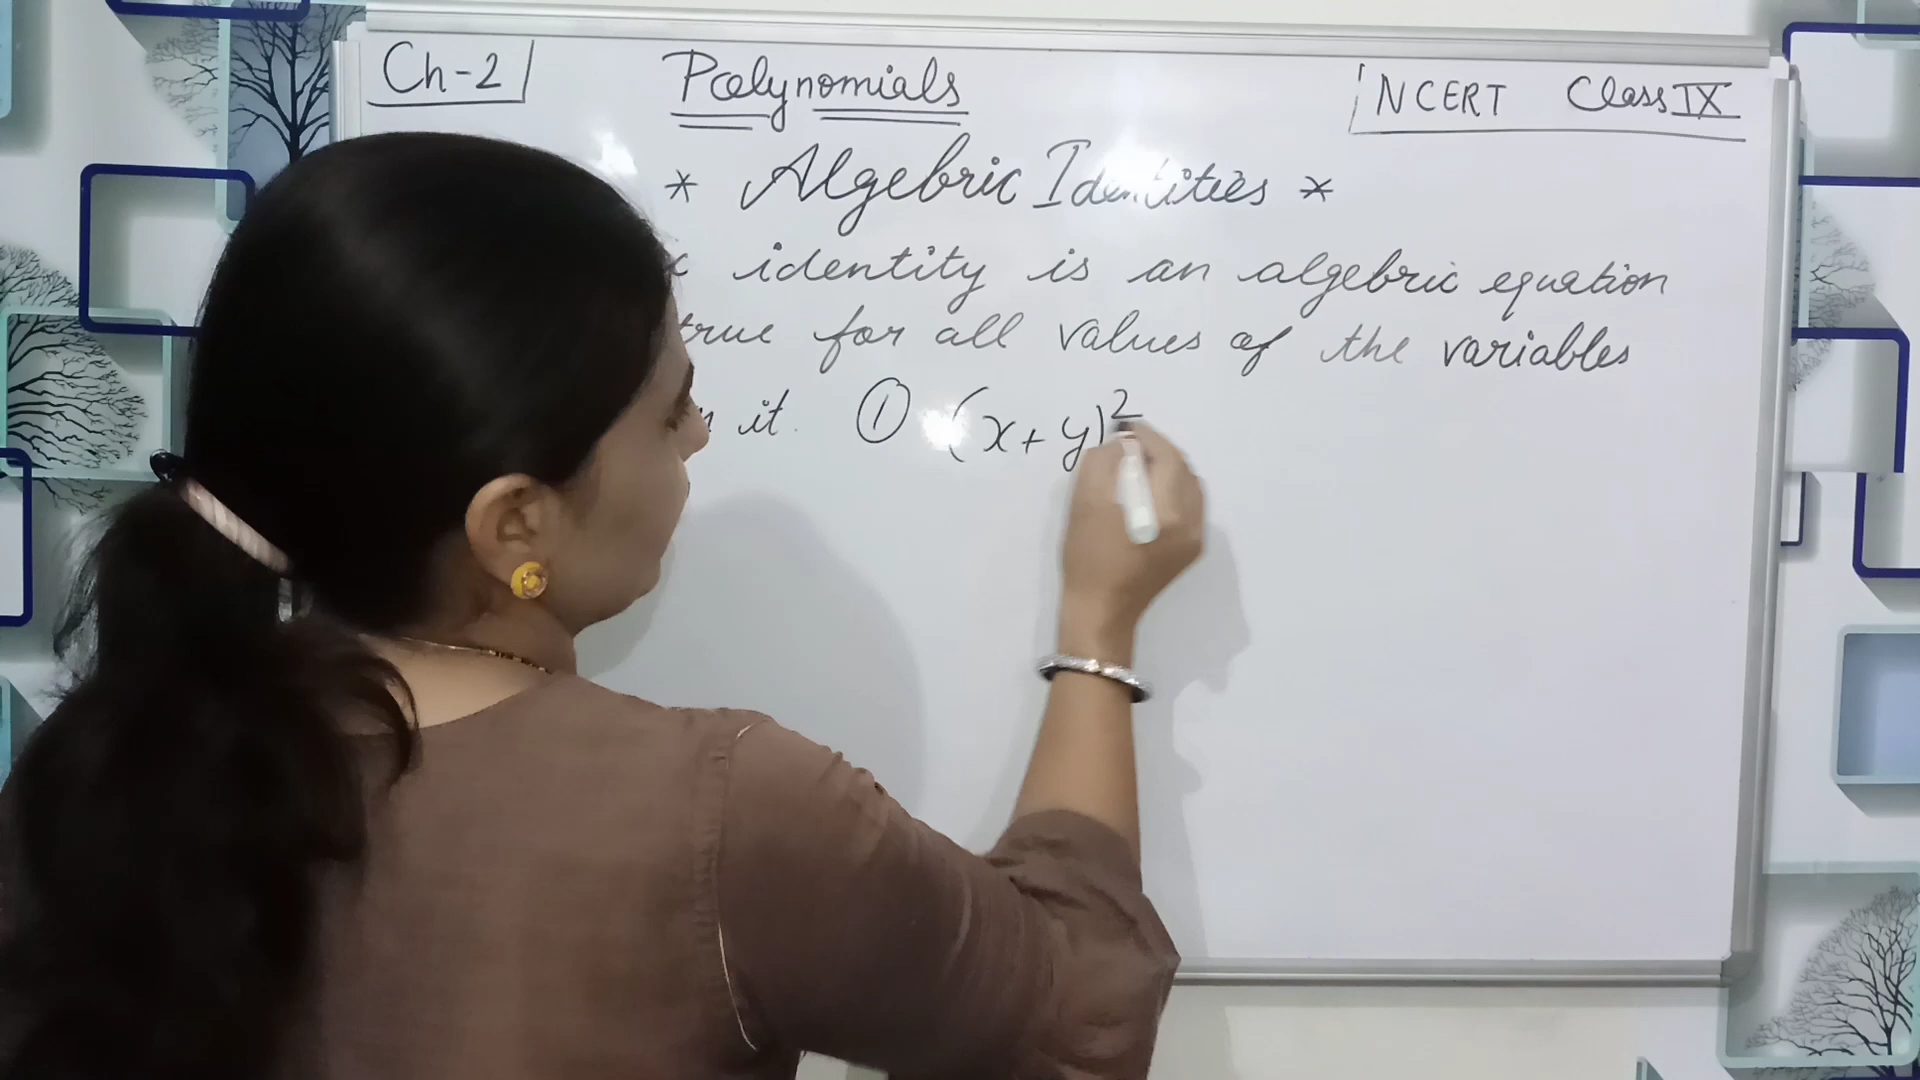 Ch-2 Polynomials NCERT Class IX
* Algebric Identities *
identity is an algebric equation
true for all values of the variables
it. ① (x+y)²